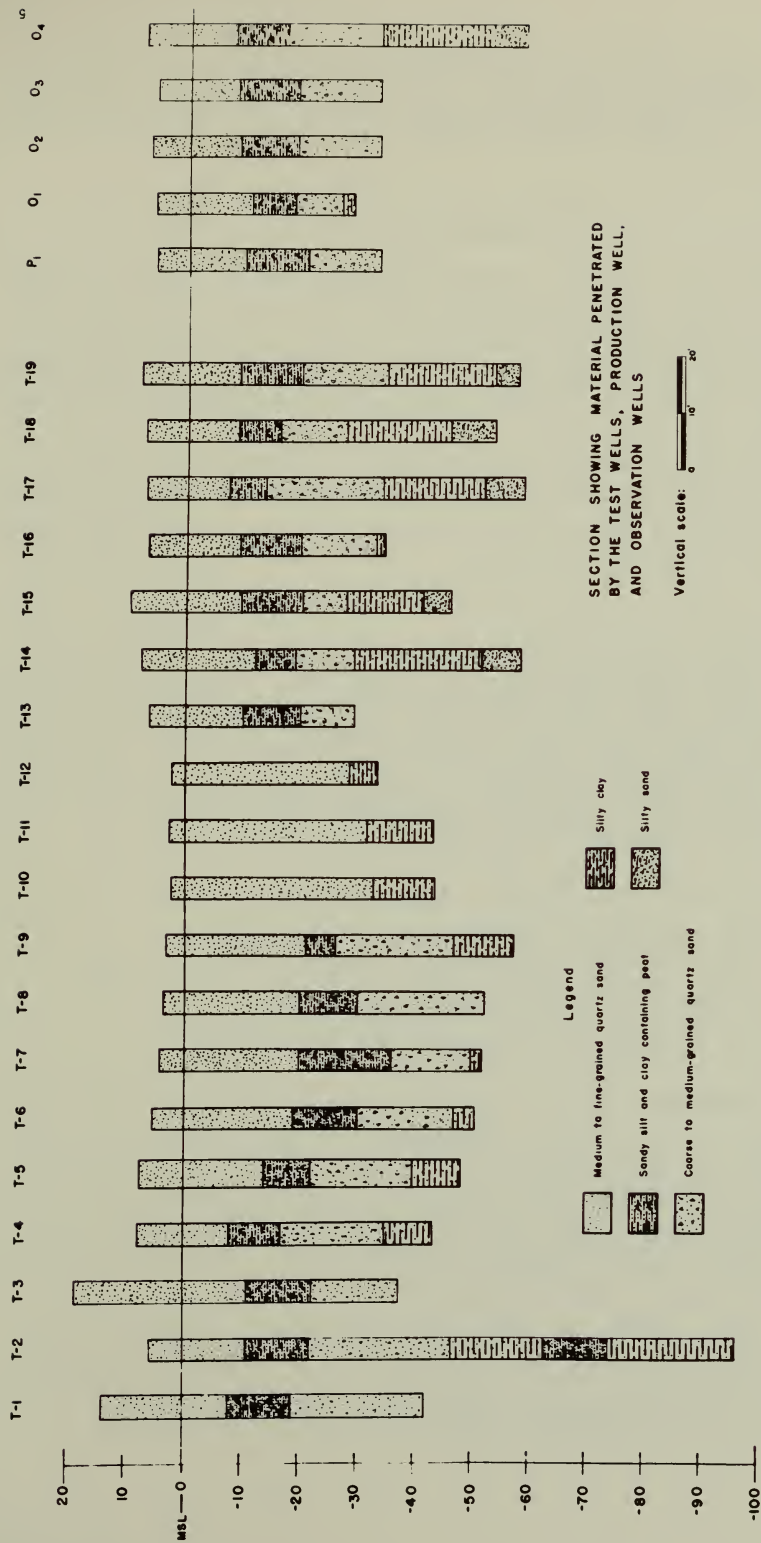 5
T-1
T-2
T-3
T-4
T-5
T-6
T-7
T-8
T-9
T-10
T-11
T-12
T-13
T-14
T-15
T-16
T-17
T-18
T-19
P1
O1
O2
O3
O4
20
10
MSL — 0
-10
-20
-30
-40
-50
-60
-70
-80
-90
-100
SECTION SHOWING MATERIAL PENETRATED
BY THE TEST WELLS, PRODUCTION WELL,
AND OBSERVATION WELLS
Vertical scale:
0 10' 20'
Legend
Medium to fine-grained quartz sand
Sandy silt and clay containing peat
Coarse to medium-grained quartz sand
Silty clay
Silty sand